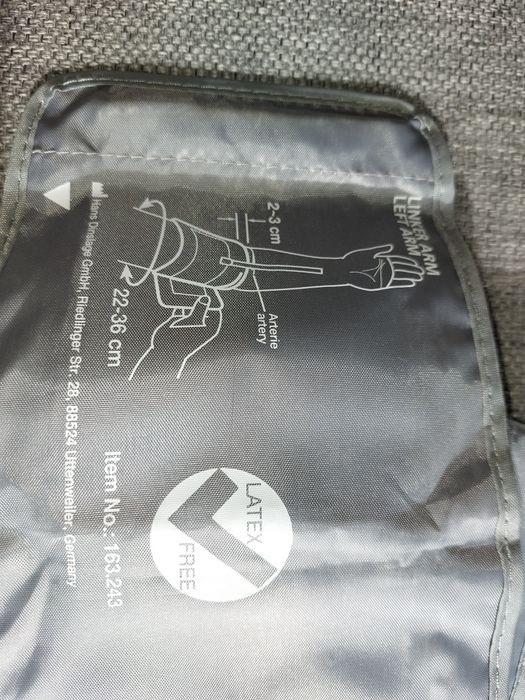 LINKER ARM
LEFT ARM
2-3 cm
Arterie
artery
22-36 cm
Hans Dinslage GmbH, Riedlinger Str. 28, 88524 Uttenweiler, Germany
LATEX
FREE
Item No.: 163.243